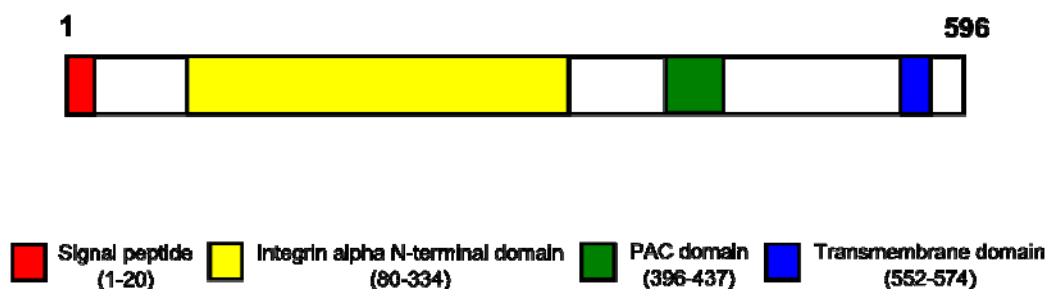 1 596
Signal peptide Integrin alpha N-terminal domain PAC domain Transmembrane domain
(1-20) (80-334) (396-437) (552-574)